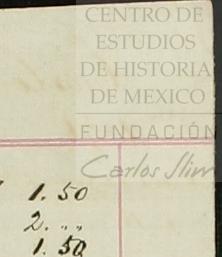 CENTRO DE
ESTUDIOS
DE HISTORIA
DE MEXICO
FUNDACIÓN
Carlos Slim
1.50
2. „
1.50